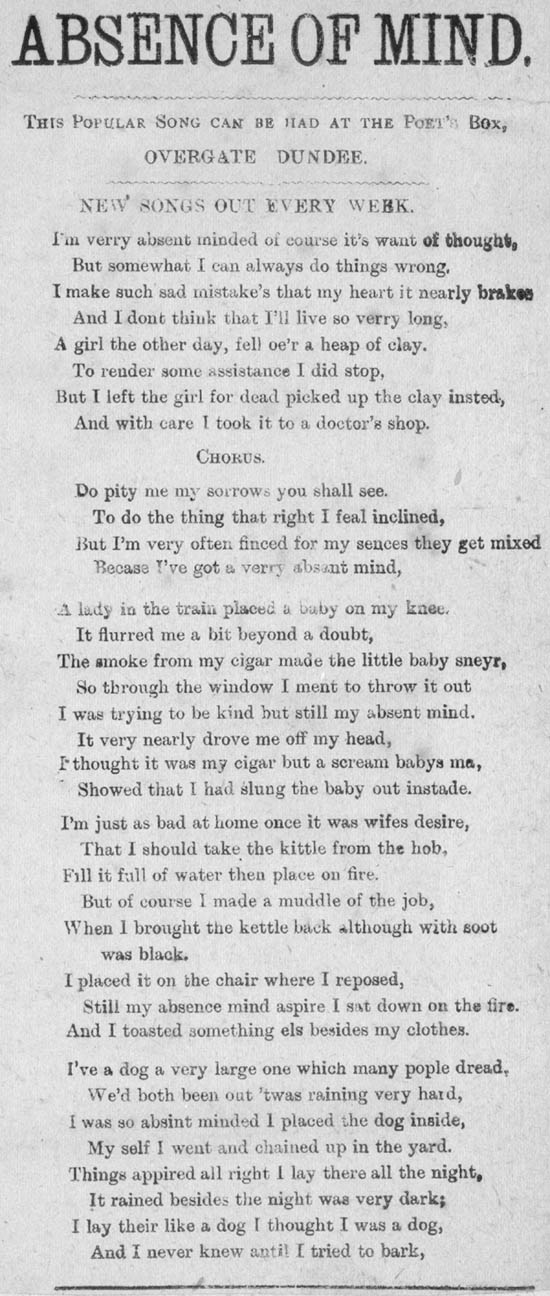 ABSENCE OF MIND.
THIS POPULAR SONG CAN BE HAD AT THE POET'S BOX,
OVERGATE DUNDEE.
NEW SONGS OUT EVERY WEEK.
I'm verry absent minded of course it's want of thought,
But somewhat I can always do things wrong.
I make such sad mistake's that my heart it nearly brakes
And I dont think that I'll live so verry long,
A girl the other day, fell oe'r a heap of clay.
To render some assistance I did stop,
But I left the girl for dead picked up the clay insted,
And with care I took it to a doctor's shop.
CHORUS.
Do pity me my sorrows you shall see.
To do the thing that right I feal inclined,
But I'm very often finced for my sences they get mixed
Becase I've got a verry absant mind,
A lady in the train placed a baby on my knee.
It flurred me a bit beyond a doubt,
The smoke from my cigar made the little baby sneyr,
So through the window I ment to throw it out
I was trying to be kind but still my absent mind.
It very nearly drove me off my head,
I thought it was my cigar but a scream babys ma,
Showed that I had slung the baby out instade.
I'm just as bad at home once it was wifes desire,
That I should take the kittle from the hob,
Fill it full of water then place on fire.
But of course I made a muddle of the job,
When I brought the kettle back although with soot
was black.
I placed it on the chair where I reposed,
Still my absence mind aspire I sat down on the fire.
And I toasted something els besides my clothes.
I've a dog a very large one which many pople dread,
We'd both been out 'twas raining very hard,
I was so absint minded I placed the dog inside,
My self I went and chained up in the yard.
Things appired all right I lay there all the night,
It rained besides the night was very dark;
I lay their like a dog I thought I was a dog,
And I never knew until I tried to bark,